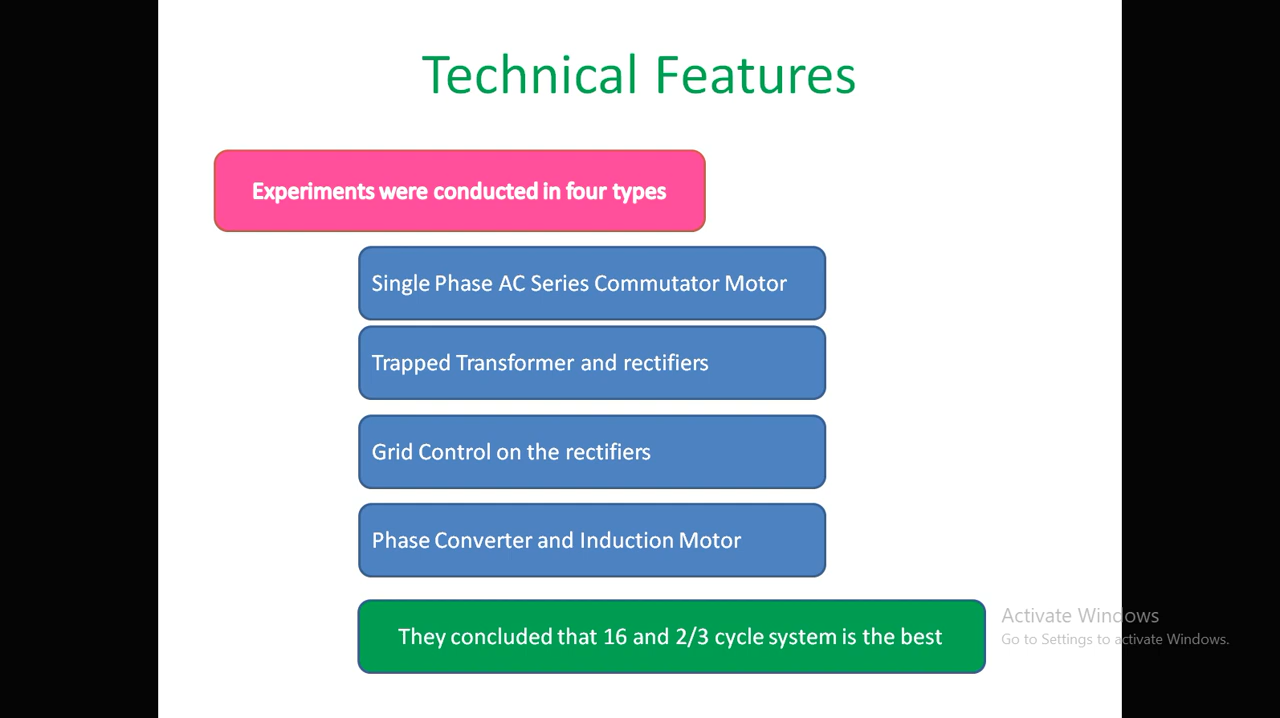 Technical Features
Experiments were conducted in four types
Single Phase AC Series Commutator Motor
Trapped Transformer and rectifiers
Grid Control on the rectifiers
Phase Converter and Induction Motor
They concluded that 16 and 2/3 cycle system is the best
Activate Windows
Go to Settings to activate Windows.